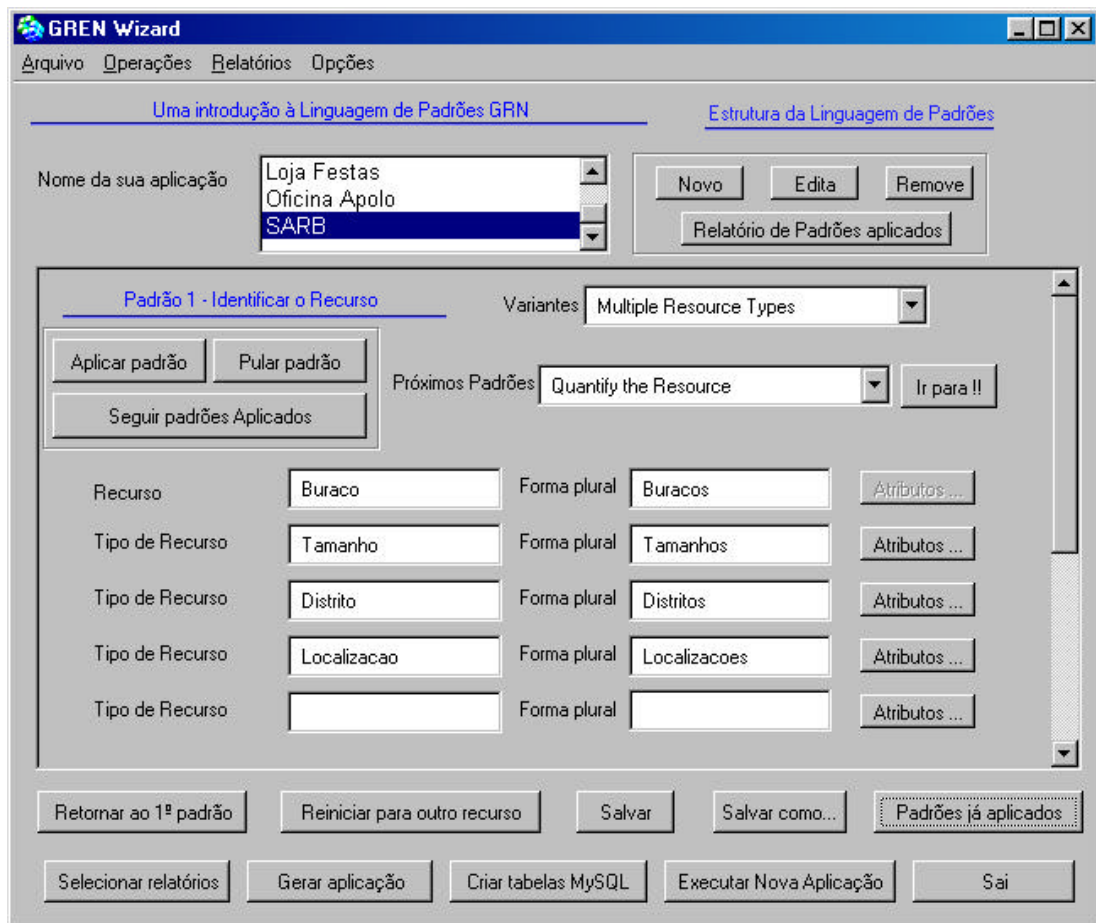 GREN Wizard
Arquivo Operações Relatórios Opções
Uma introdução à Linguagem de Padrões GRN
Estrutura da Linguagem de Padrões
Nome da sua aplicação
Loja Festas
Oficina Apolo
SARB
Novo Edita Remove
Relatório de Padrões aplicados
Padrão 1 - Identificar o Recurso
Variantes Multiple Resource Types
Aplicar padrão Pular padrão
Próximos Padrões Quantify the Resource Ir para !!
Seguir padrões Aplicados
Recurso Buraco Forma plural Buracos Atributos ...
Tipo de Recurso Tamanho Forma plural Tamanhos Atributos ...
Tipo de Recurso Distrito Forma plural Distritos Atributos ...
Tipo de Recurso Localizacao Forma plural Localizacoes Atributos ...
Tipo de Recurso Forma plural Atributos ...
Retornar ao 1º padrão Reiniciar para outro recurso Salvar Salvar como... Padrões já aplicados
Selecionar relatórios Gerar aplicação Criar tabelas MySQL Executar Nova Aplicação Sai